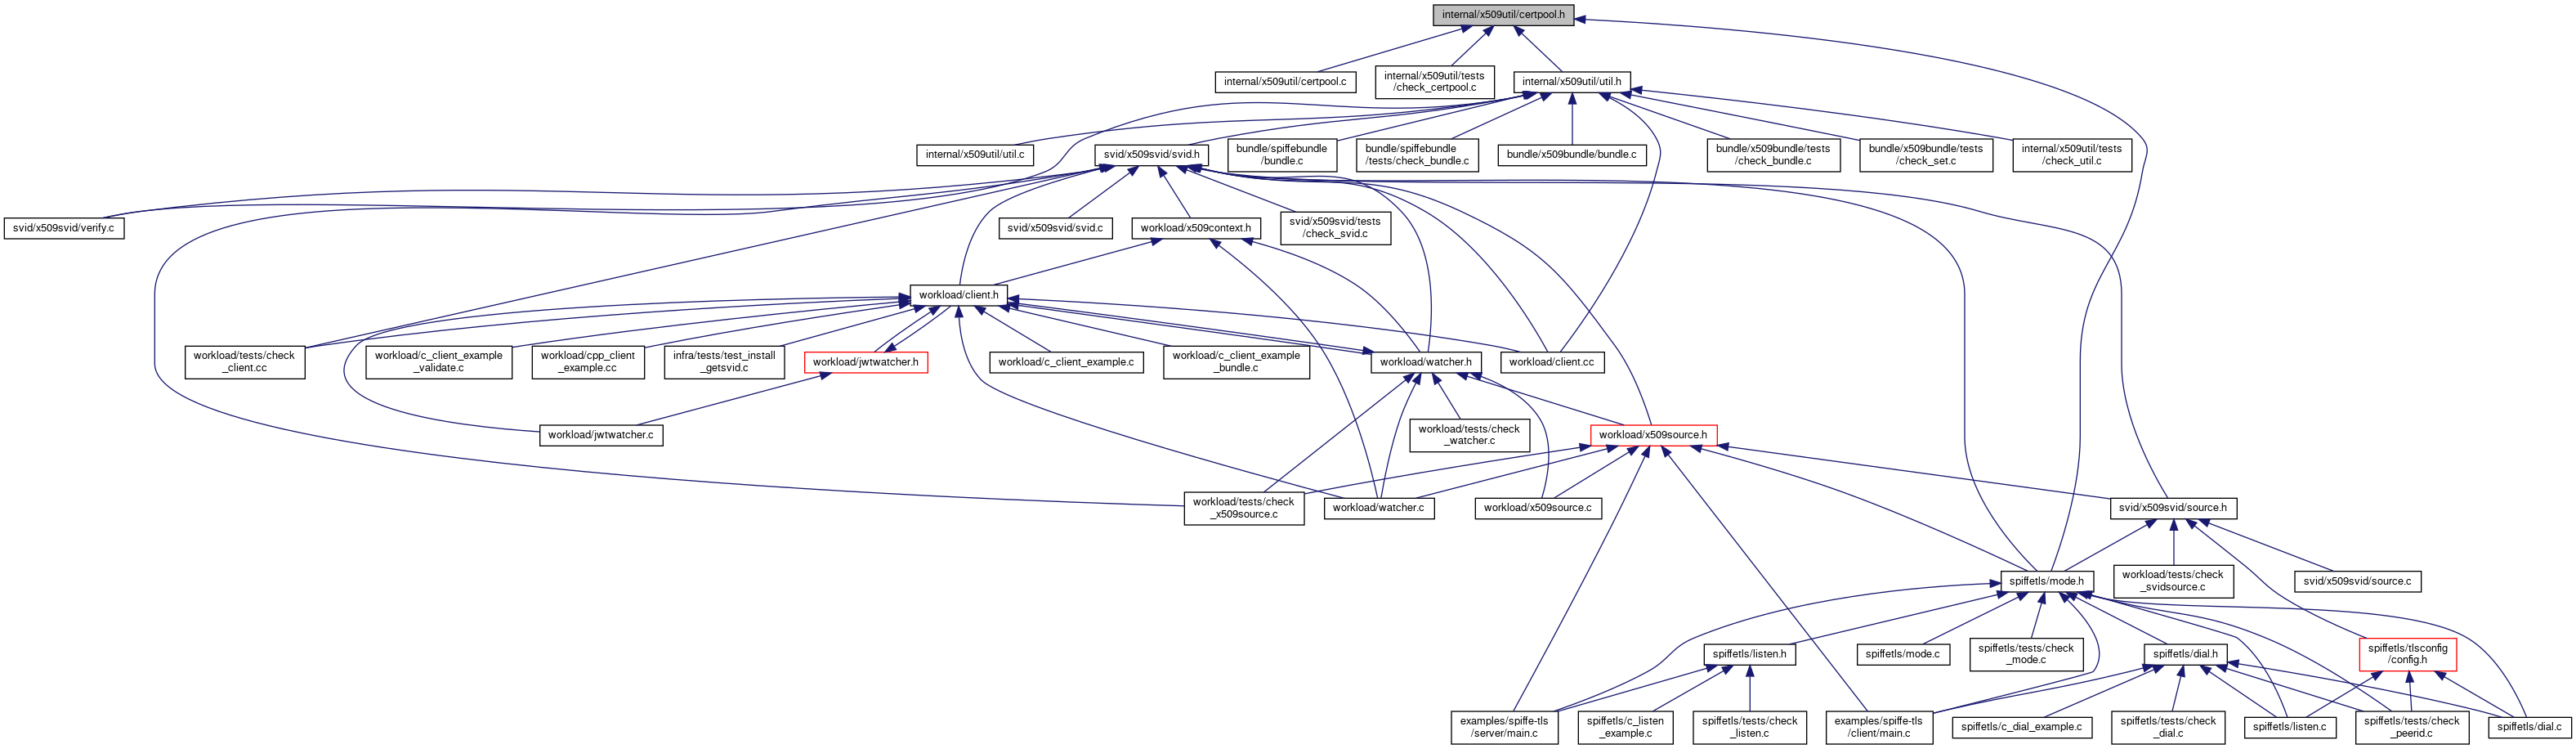 internal/x509util/certpool.h
internal/x509util/certpool.c
internal/x509util/tests
/check_certpool.c
internal/x509util/util.h
internal/x509util/util.c
svid/x509svid/svid.h
bundle/spiffebundle
/bundle.c
bundle/spiffebundle
/tests/check_bundle.c
bundle/x509bundle/bundle.c
bundle/x509bundle/tests
/check_bundle.c
bundle/x509bundle/tests
/check_set.c
internal/x509util/tests
/check_util.c
svid/x509svid/verify.c
svid/x509svid/svid.c
workload/x509context.h
svid/x509svid/tests
/check_svid.c
workload/client.h
workload/tests/check
_client.cc
workload/c_client_example
_validate.c
workload/cpp_client
_example.cc
infra/tests/test_install
_getsvid.c
workload/jwtwatcher.h
workload/c_client_example.c
workload/c_client_example
_bundle.c
workload/watcher.h
workload/client.cc
workload/jwtwatcher.c
workload/tests/check
_watcher.c
workload/x509source.h
workload/tests/check
_x509source.c
workload/watcher.c
workload/x509source.c
svid/x509svid/source.h
spiffetls/mode.h
workload/tests/check
_svidsource.c
svid/x509svid/source.c
spiffetls/listen.h
spiffetls/mode.c
spiffetls/tests/check
_mode.c
spiffetls/dial.h
spiffetls/tlsconfig
/config.h
examples/spiffe-tls
/server/main.c
spiffetls/c_listen
_example.c
spiffetls/tests/check
_listen.c
examples/spiffe-tls
/client/main.c
spiffetls/c_dial_example.c
spiffetls/tests/check
_dial.c
spiffetls/listen.c
spiffetls/tests/check
_peerid.c
spiffetls/dial.c